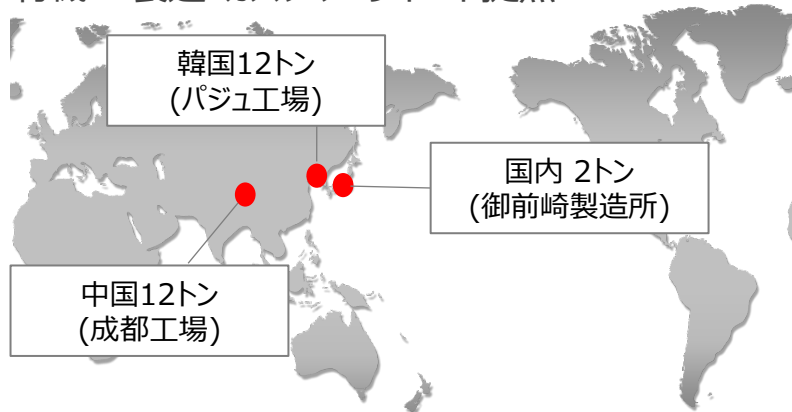 韓国12トン
(パジュ工場)
国内 2トン
(御前崎製造所)
中国12トン
(成都工場)